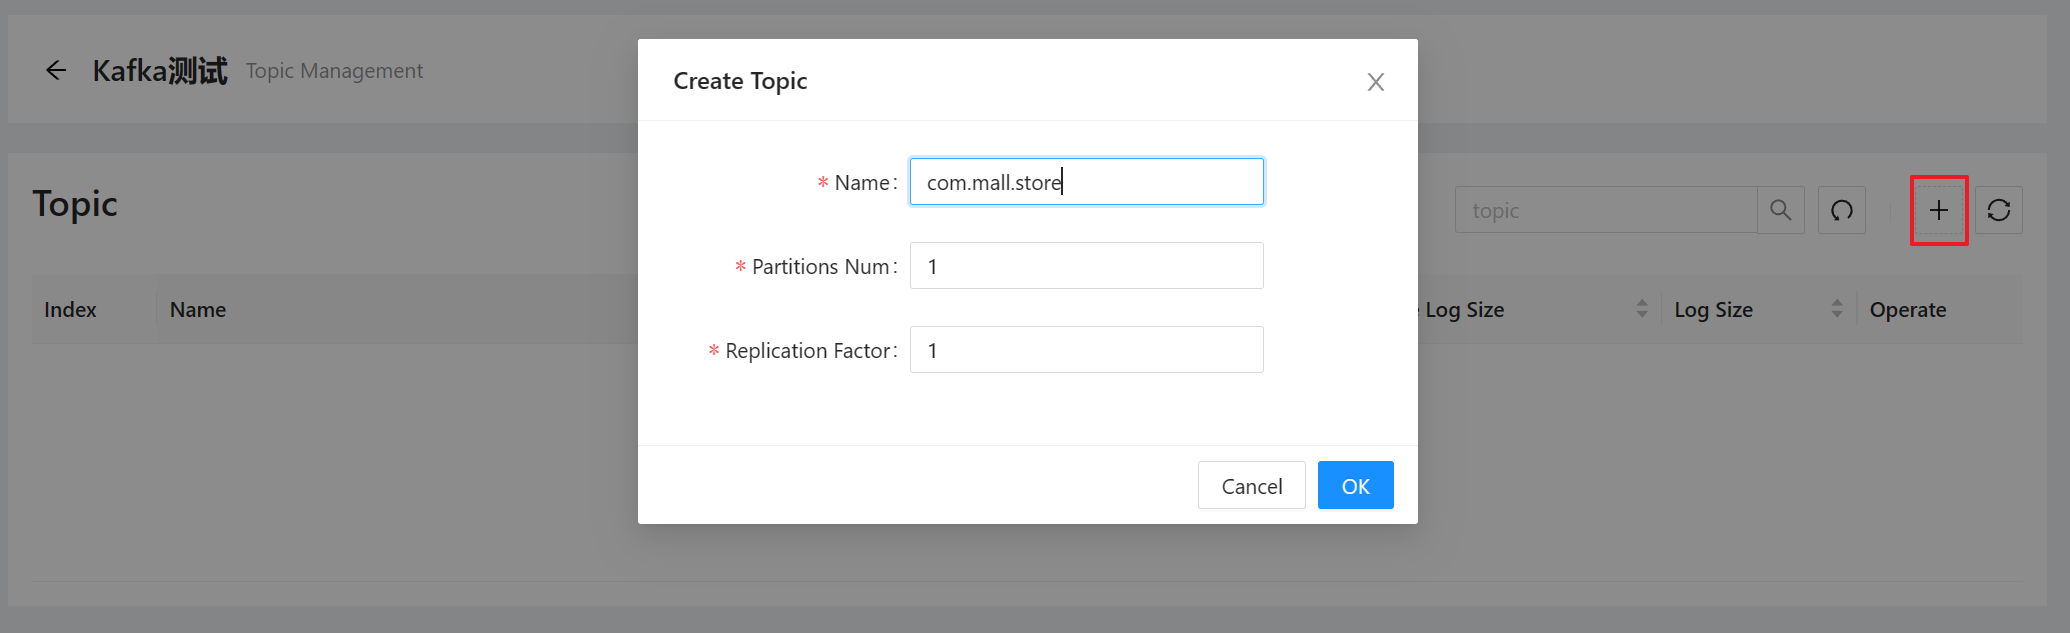 Kafka测试 Topic Management
Create Topic
* Name:
com.mall.store
* Partitions Num:
1
* Replication Factor:
1
Cancel
OK
Topic
topic
Index
Name
Log Size
Log Size
Operate